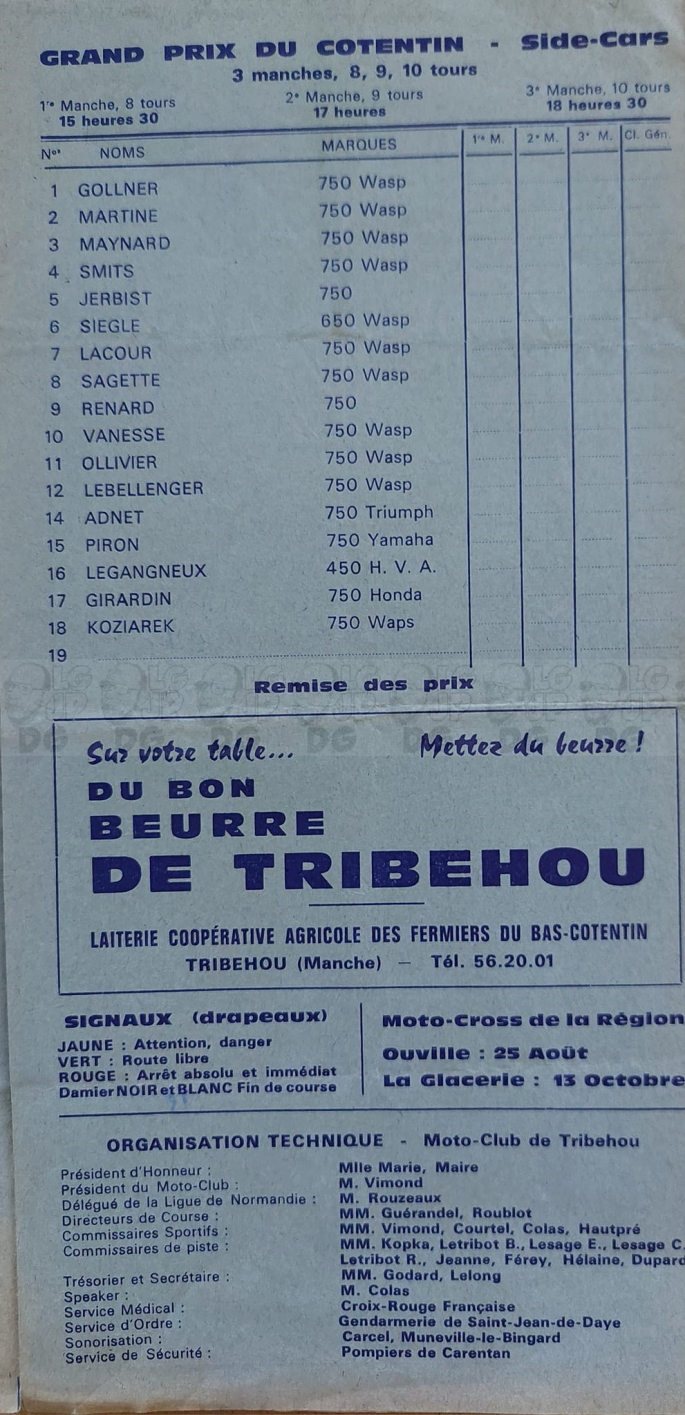 GRAND PRIX DU COTENTIN - Side-Cars
3 manches, 8, 9, 10 tours
1re Manche, 8 tours 2e Manche, 9 tours 3e Manche, 10 tours
15 heures 30 17 heures 18 heures 30
Nos NOMS MARQUES 1re M. 2e M. 3e M. Cl. Gén.
1 GOLLNER 750 Wasp
2 MARTINE 750 Wasp
3 MAYNARD 750 Wasp
4 SMITS 750 Wasp
5 JERBIST 750
6 SIEGLE 650 Wasp
7 LACOUR 750 Wasp
8 SAGETTE 750 Wasp
9 RENARD 750
10 VANESSE 750 Wasp
11 OLLIVIER 750 Wasp
12 LEBELLENGER 750 Wasp
14 ADNET 750 Triumph
15 PIRON 750 Yamaha
16 LEGANGNEUX 450 H. V. A.
17 GIRARDIN 750 Honda
18 KOZIAREK 750 Waps
19
Remise des prix
Sur votre table... Mettez du beurre !
DU BON
BEURRE
DE TRIBEHOU
LAITERIE COOPÉRATIVE AGRICOLE DES FERMIERS DU BAS-COTENTIN
TRIBEHOU (Manche) — Tél. 56.20.01
SIGNAUX (drapeaux)
JAUNE : Attention, danger
VERT : Route libre
ROUGE : Arrêt absolu et immédiat
Damier NOIR et BLANC Fin de course
Moto-Cross de la Région
Ouville : 25 Août
La Glacerie : 13 Octobre
ORGANISATION TECHNIQUE - Moto-Club de Tribehou
Président d'Honneur : Mlle Marie, Maire
Président du Moto-Club : M. Vimond
Délégué de la Ligue de Normandie : M. Rouzeaux
Directeurs de Course : MM. Guérandel, Roublot
Commissaires Sportifs : MM. Vimond, Courtel, Colas, Hautpré
Commissaires de piste : MM. Kopka, Letribot B., Lesage E., Lesage C.
Letribot R., Jeanne, Férey, Hélaine, Dupard
Trésorier et Secrétaire : MM. Godard, Lelong
Speaker : M. Colas
Service Médical : Croix-Rouge Française
Service d'Ordre : Gendarmerie de Saint-Jean-de-Daye
Sonorisation : Carcel, Muneville-le-Bingard
Service de Sécurité : Pompiers de Carentan